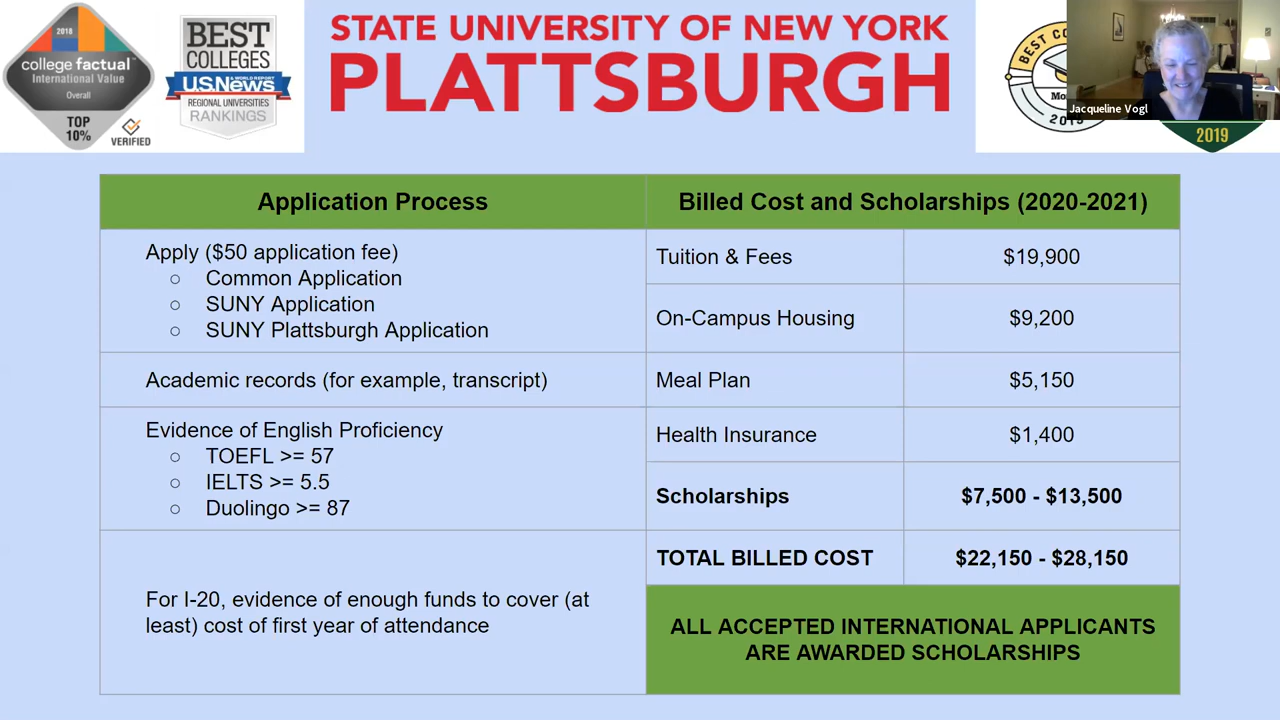 2018
college factual
International Value
Overall
TOP
10%
VERIFIED
BEST
COLLEGES
U.S.News
& WORLD REPORT
REGIONAL UNIVERSITIES
RANKINGS
STATE UNIVERSITY OF NEW YORK
PLATTSBURGH
BEST
Jacqueline Vogl
2019
Application Process
Billed Cost and Scholarships (2020-2021)
Apply ($50 application fee)
○ Common Application
○ SUNY Application
○ SUNY Plattsburgh Application
Tuition & Fees
$19,900
On-Campus Housing
$9,200
Academic records (for example, transcript)
Meal Plan
$5,150
Evidence of English Proficiency
○ TOEFL >= 57
○ IELTS >= 5.5
○ Duolingo >= 87
Health Insurance
$1,400
Scholarships
$7,500 - $13,500
TOTAL BILLED COST
$22,150 - $28,150
For I-20, evidence of enough funds to cover (at
least) cost of first year of attendance
ALL ACCEPTED INTERNATIONAL APPLICANTS
ARE AWARDED SCHOLARSHIPS